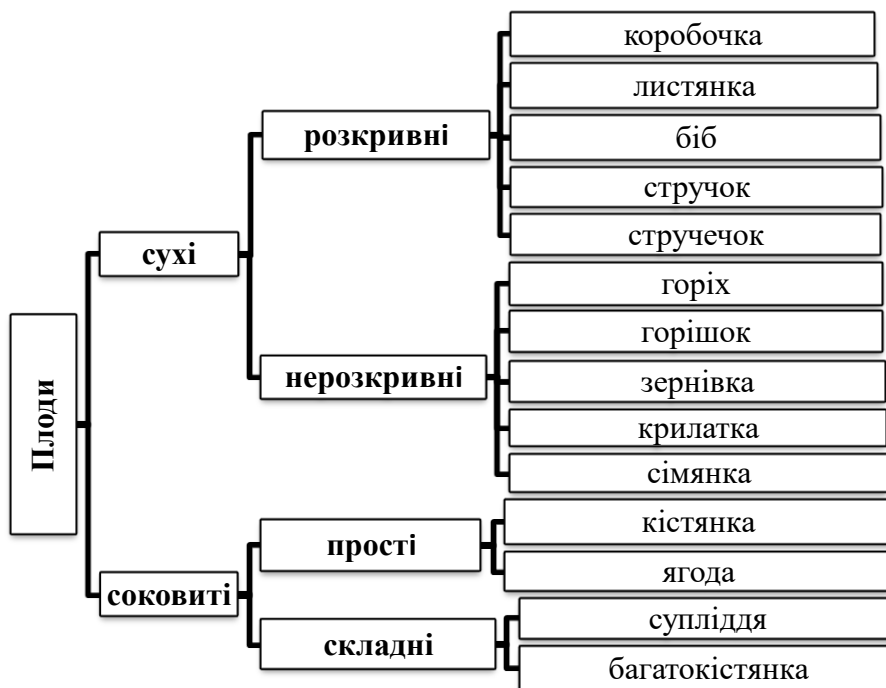 Плоди
сухі
розкривні
коробочка
листянка
біб
стручок
стручечок
нерозкривні
горіх
горішок
зернівка
крилатка
сімянка
соковиті
прості
кістянка
ягода
складні
супліддя
багатокістянка